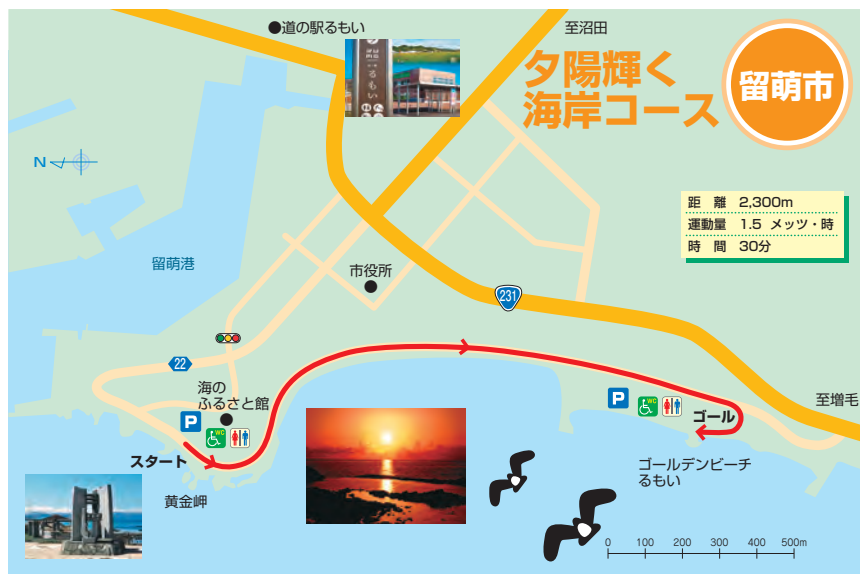 ●道の駅るもい
至沼田
夕陽輝く
海岸コース
留萌市
N
距　離　2,300m
運動量　1.5 メッツ・時
時　間　30分
るもい
留萌港
市役所
231
22
海の
ふるさと館
P
WC
スタート
黄金岬
P
WC
ゴール
至増毛
ゴールデンビーチ
るもい
0 100 200 300 400 500m